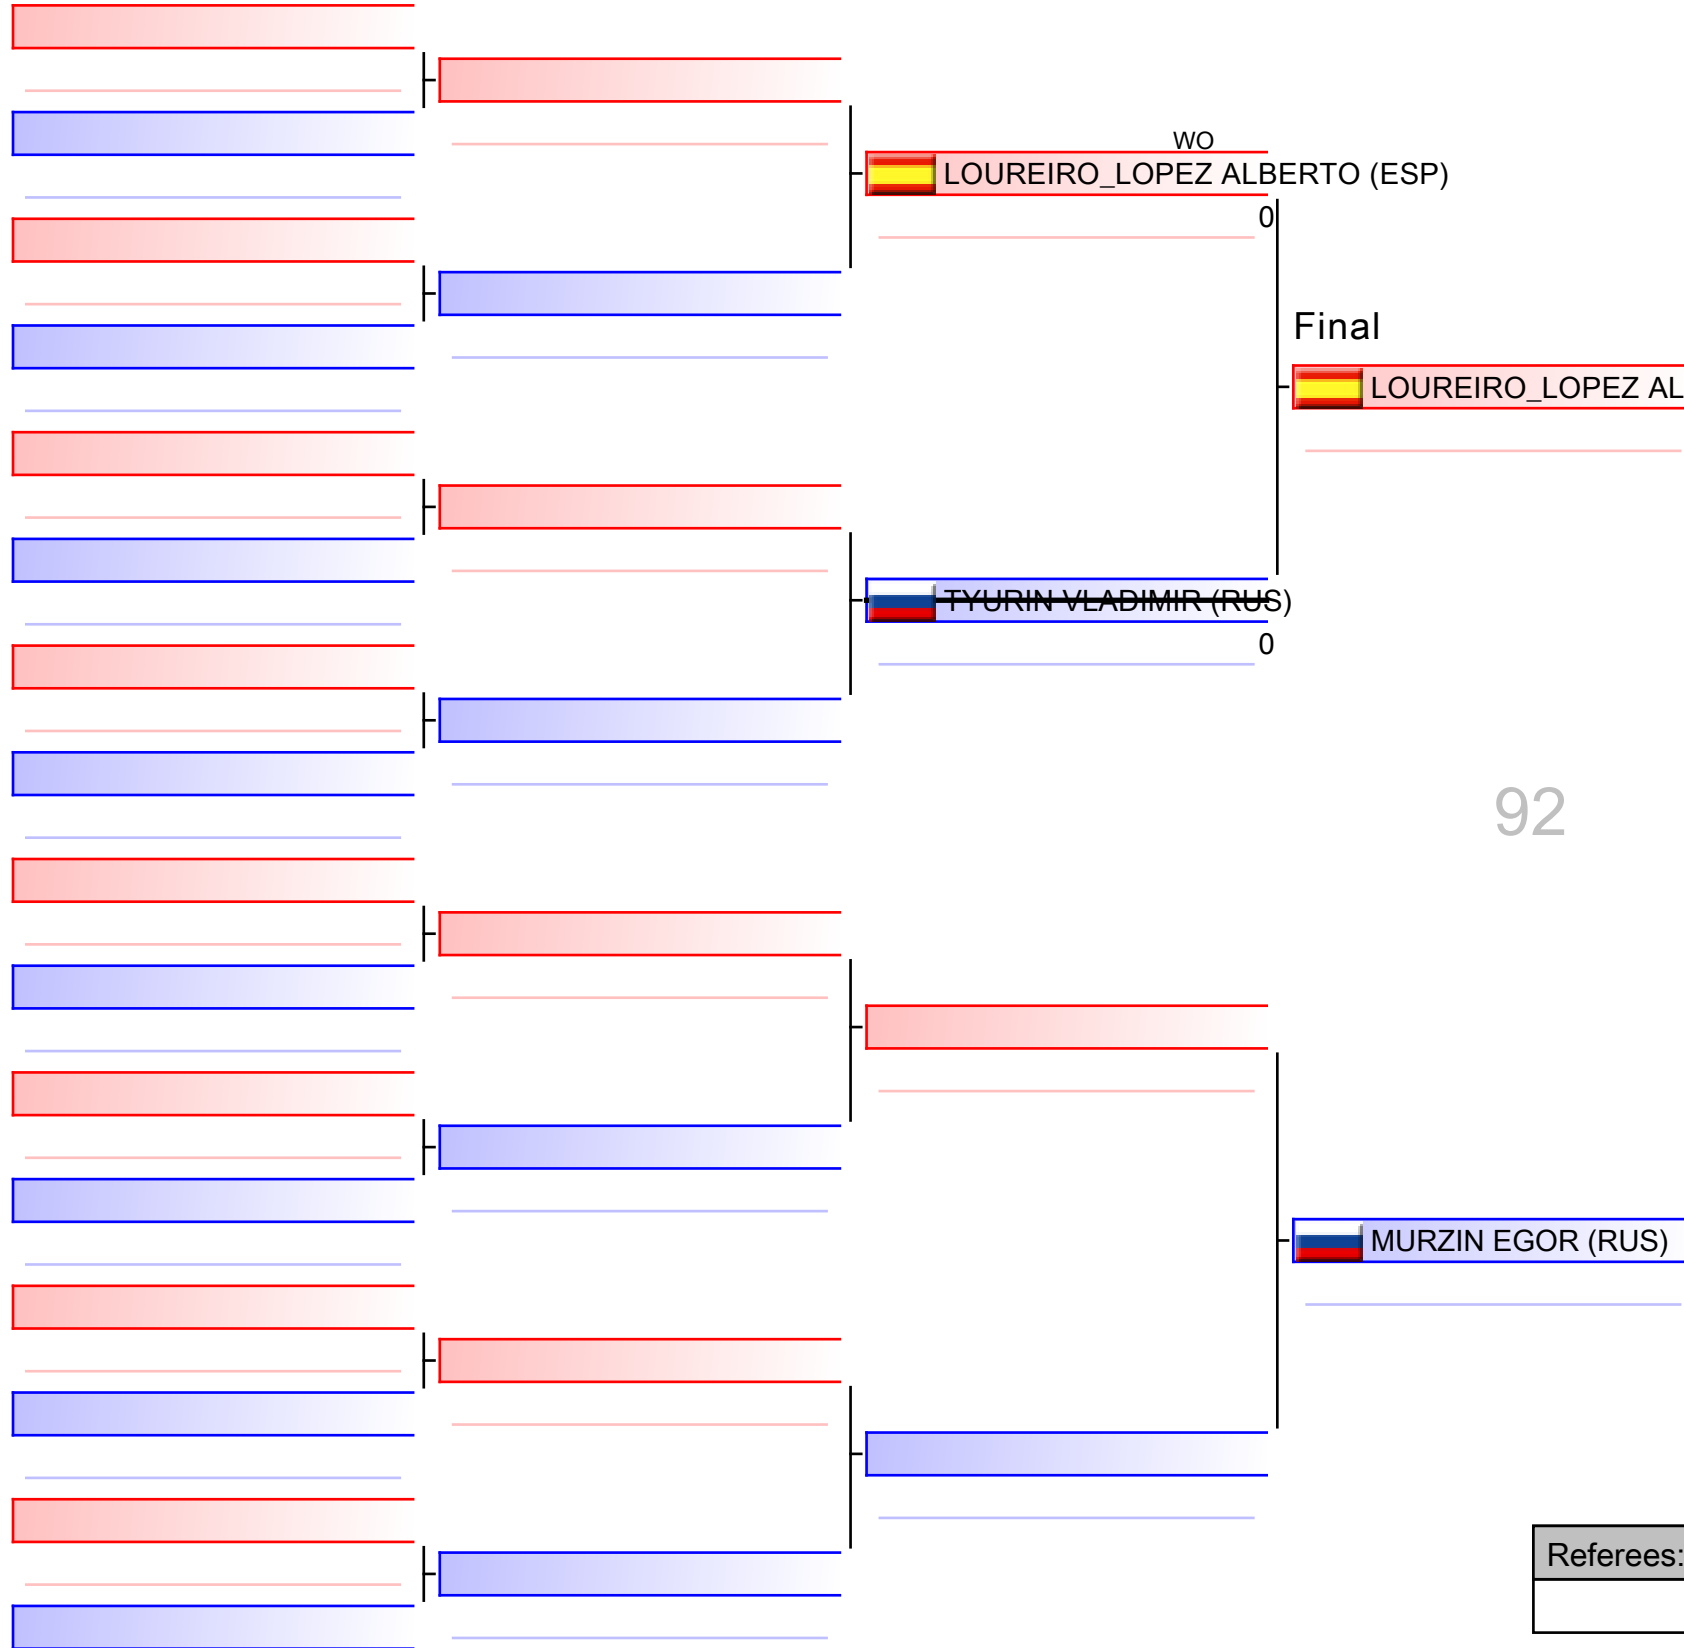 WO
LOUREIRO_LOPEZ ALBERTO (ESP)
0
Final
LOUREIRO_LOPEZ AL
TYURIN VLADIMIR (RUS)
0
92
MURZIN EGOR (RUS)
Referees: